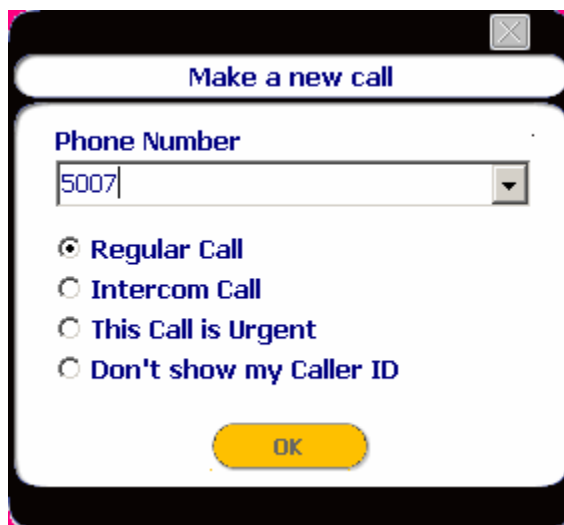 Make a new call
Phone Number
5007
Regular Call
Intercom Call
This Call is Urgent
Don't show my Caller ID
OK